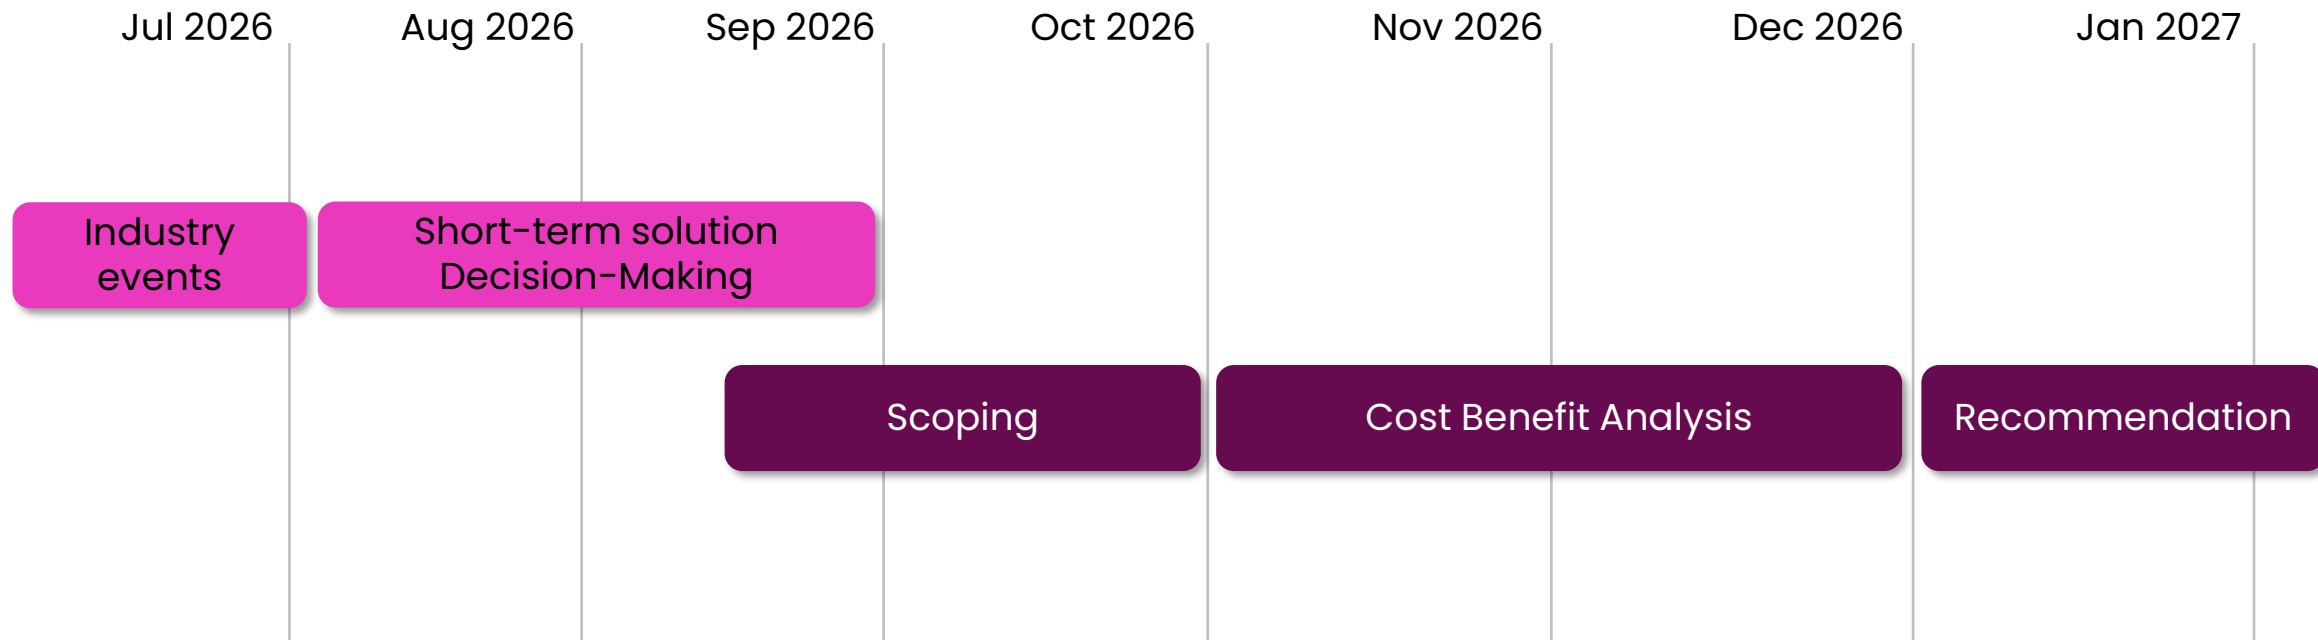 Jul 2026
Aug 2026
Sep 2026
Oct 2026
Nov 2026
Dec 2026
Jan 2027
Industry
events
Short-term solution
Decision-Making
Scoping
Cost Benefit Analysis
Recommendation